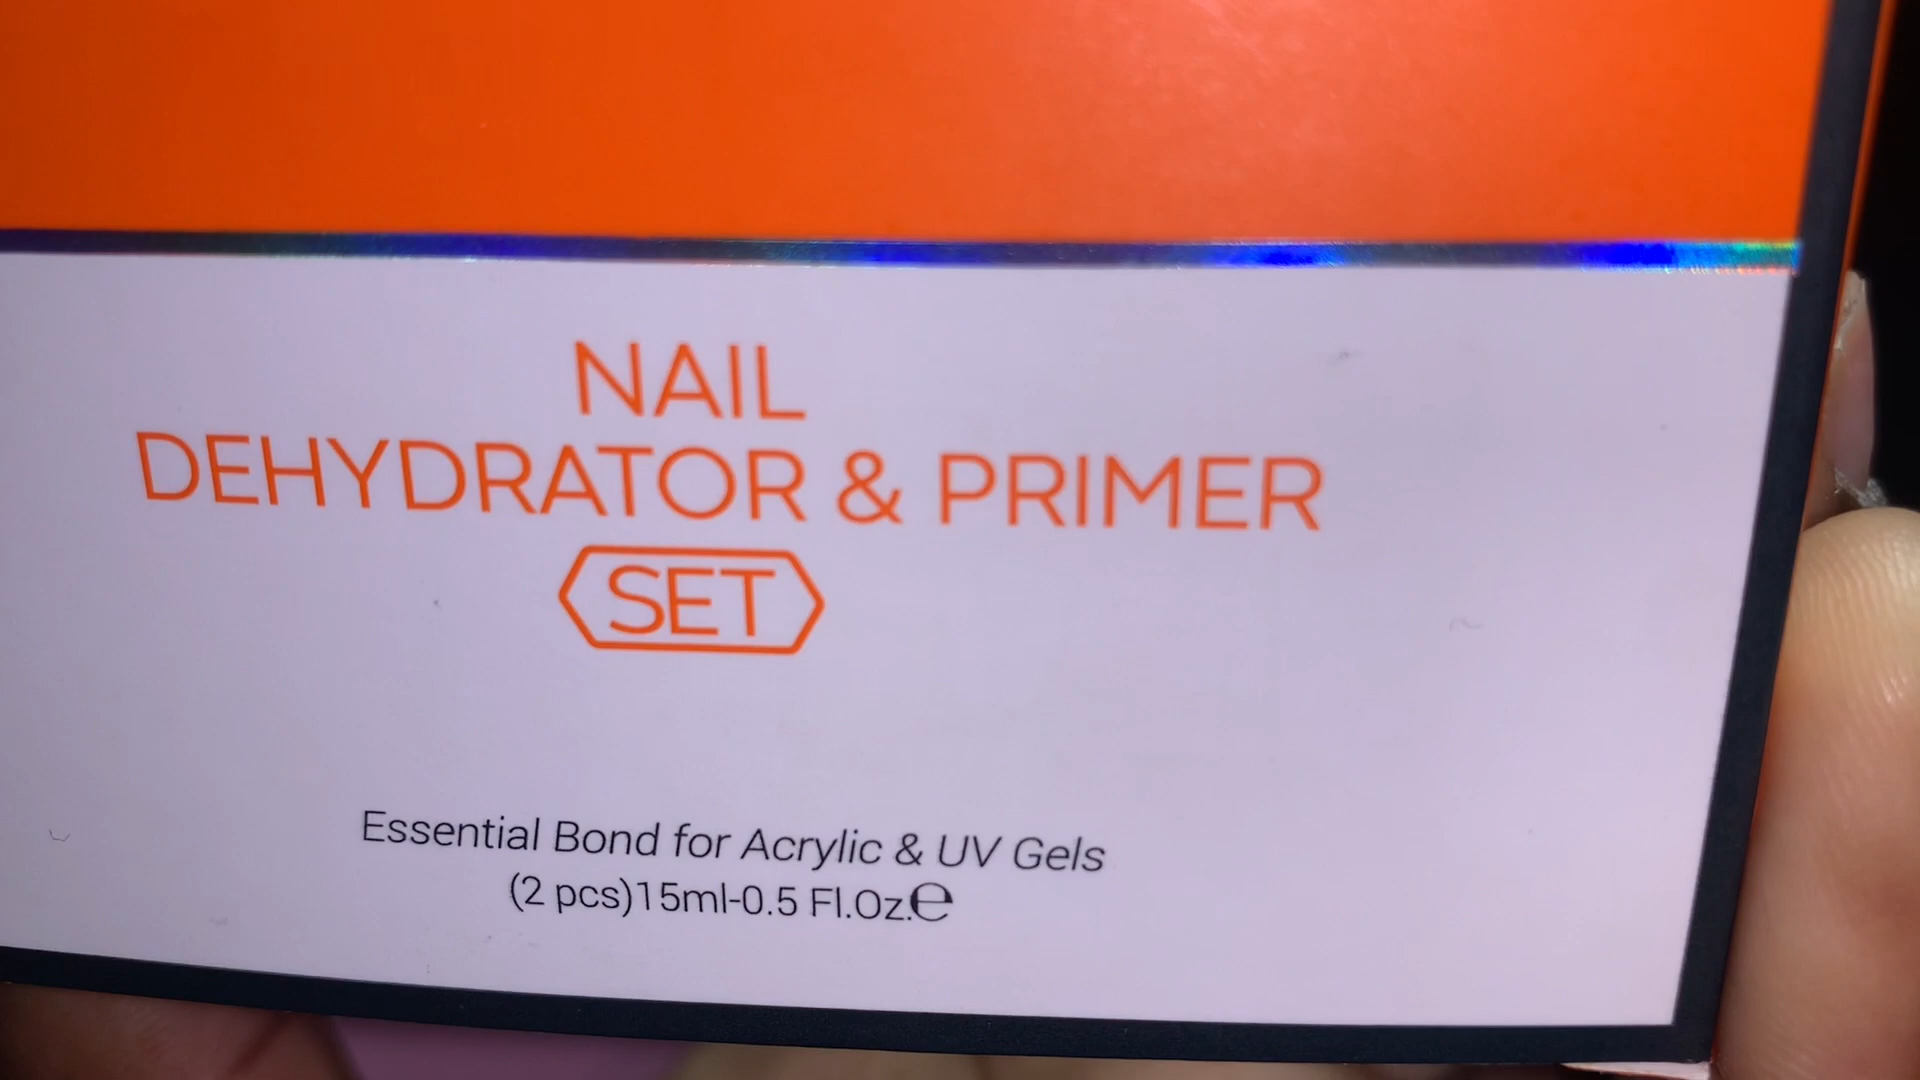 NAIL
DEHYDRATOR & PRIMER
SET
Essential Bond for Acrylic & UV Gels
(2 pcs)15ml-0.5 Fl.Oz.℮